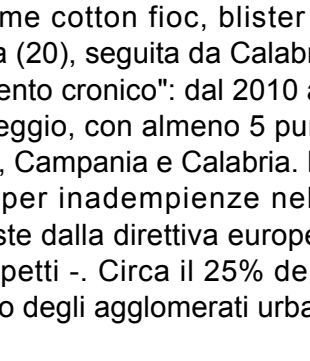 me cotton fioc, blister
(20), seguita da Calab
ento cronico": dal 2010
eggio, con almeno 5 pu
, Campania e Calabria.
per inadempienze nel
ste dalla direttiva europe
petti -. Circa il 25% de
o degli agglomerati urba